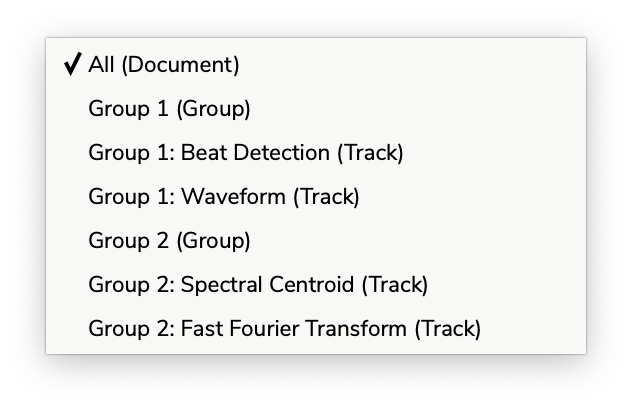 ✓ All (Document)
Group 1 (Group)
Group 1: Beat Detection (Track)
Group 1: Waveform (Track)
Group 2 (Group)
Group 2: Spectral Centroid (Track)
Group 2: Fast Fourier Transform (Track)